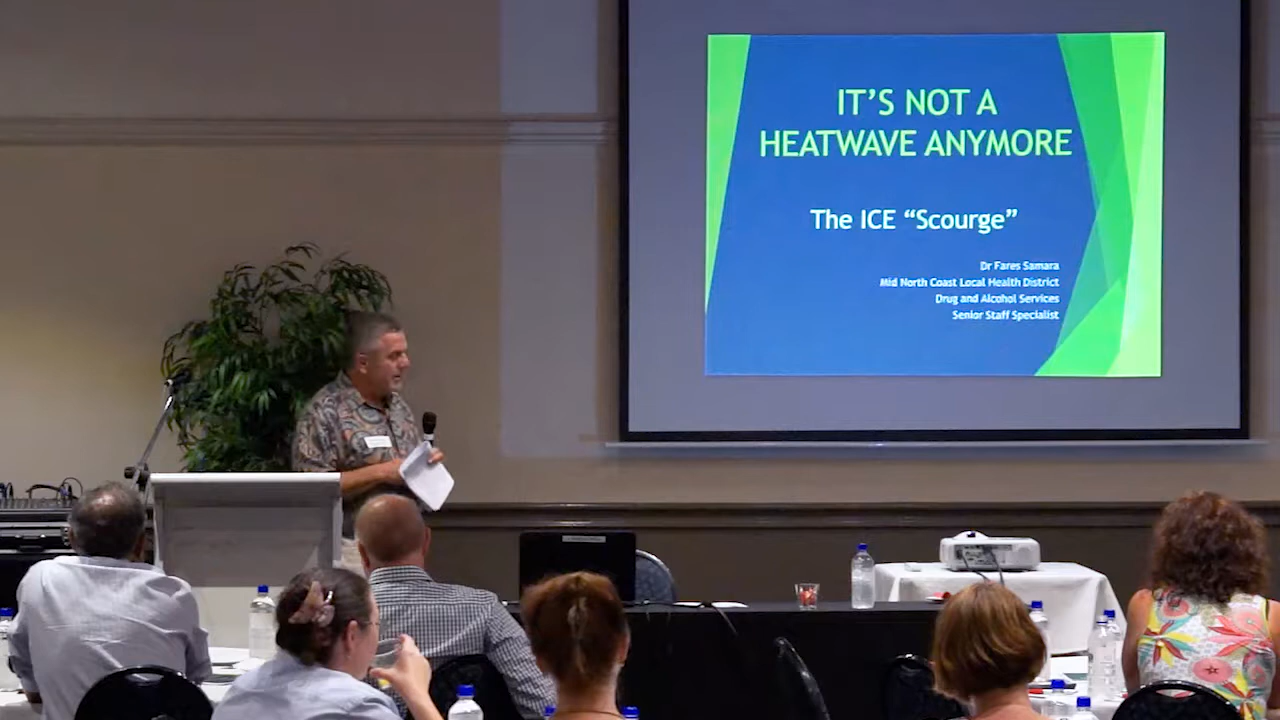 IT'S NOT A
HEATWAVE ANYMORE
The ICE “Scourge”
Dr Fares Samara
Mid North Coast Local Health District
Drug and Alcohol Services
Senior Staff Specialist